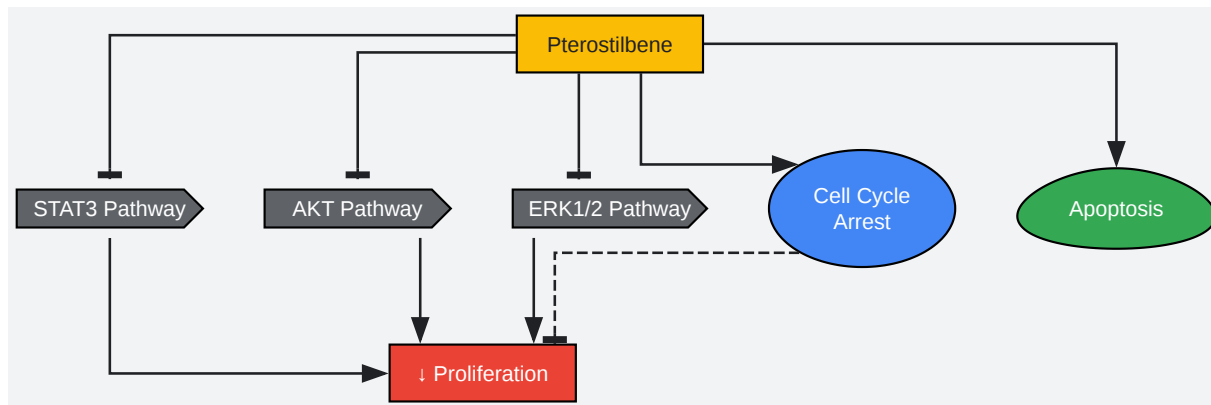 Pterostilbene
STAT3 Pathway
AKT Pathway
ERK1/2 Pathway
Cell Cycle
Arrest
Apoptosis
↓ Proliferation